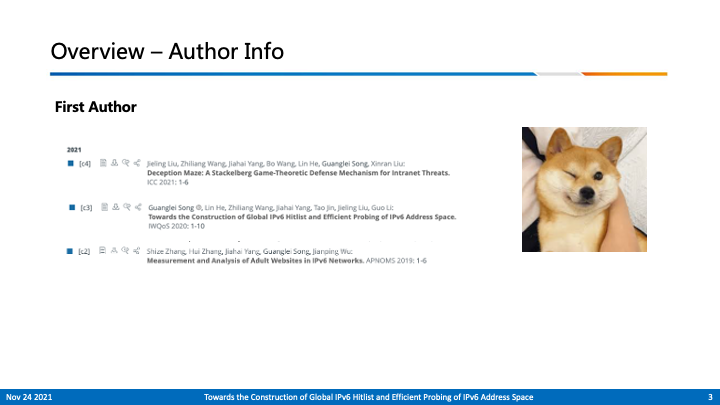 Overview – Author Info
First Author
2021
[c4] Jieling Liu, Zhiliang Wang, Jiahai Yang, Bo Wang, Lin He, Guanglei Song, Xinran Liu:
Deception Maze: A Stackelberg Game-Theoretic Defense Mechanism for Intranet Threats.
ICC 2021: 1-6
[c3] Guanglei Song, Lin He, Zhiliang Wang, Jiahai Yang, Tao Jin, Jieling Liu, Guo Li:
Towards the Construction of Global IPv6 Hitlist and Efficient Probing of IPv6 Address Space.
IWQoS 2020: 1-10
[c2] Shize Zhang, Hui Zhang, Jiahai Yang, Guanglei Song, Jianping Wu:
Measurement and Analysis of Adult Websites in IPv6 Networks. APNOMS 2019: 1-6
Nov 24 2021
Towards the Construction of Global IPv6 Hitlist and Efficient Probing of IPv6 Address Space
3